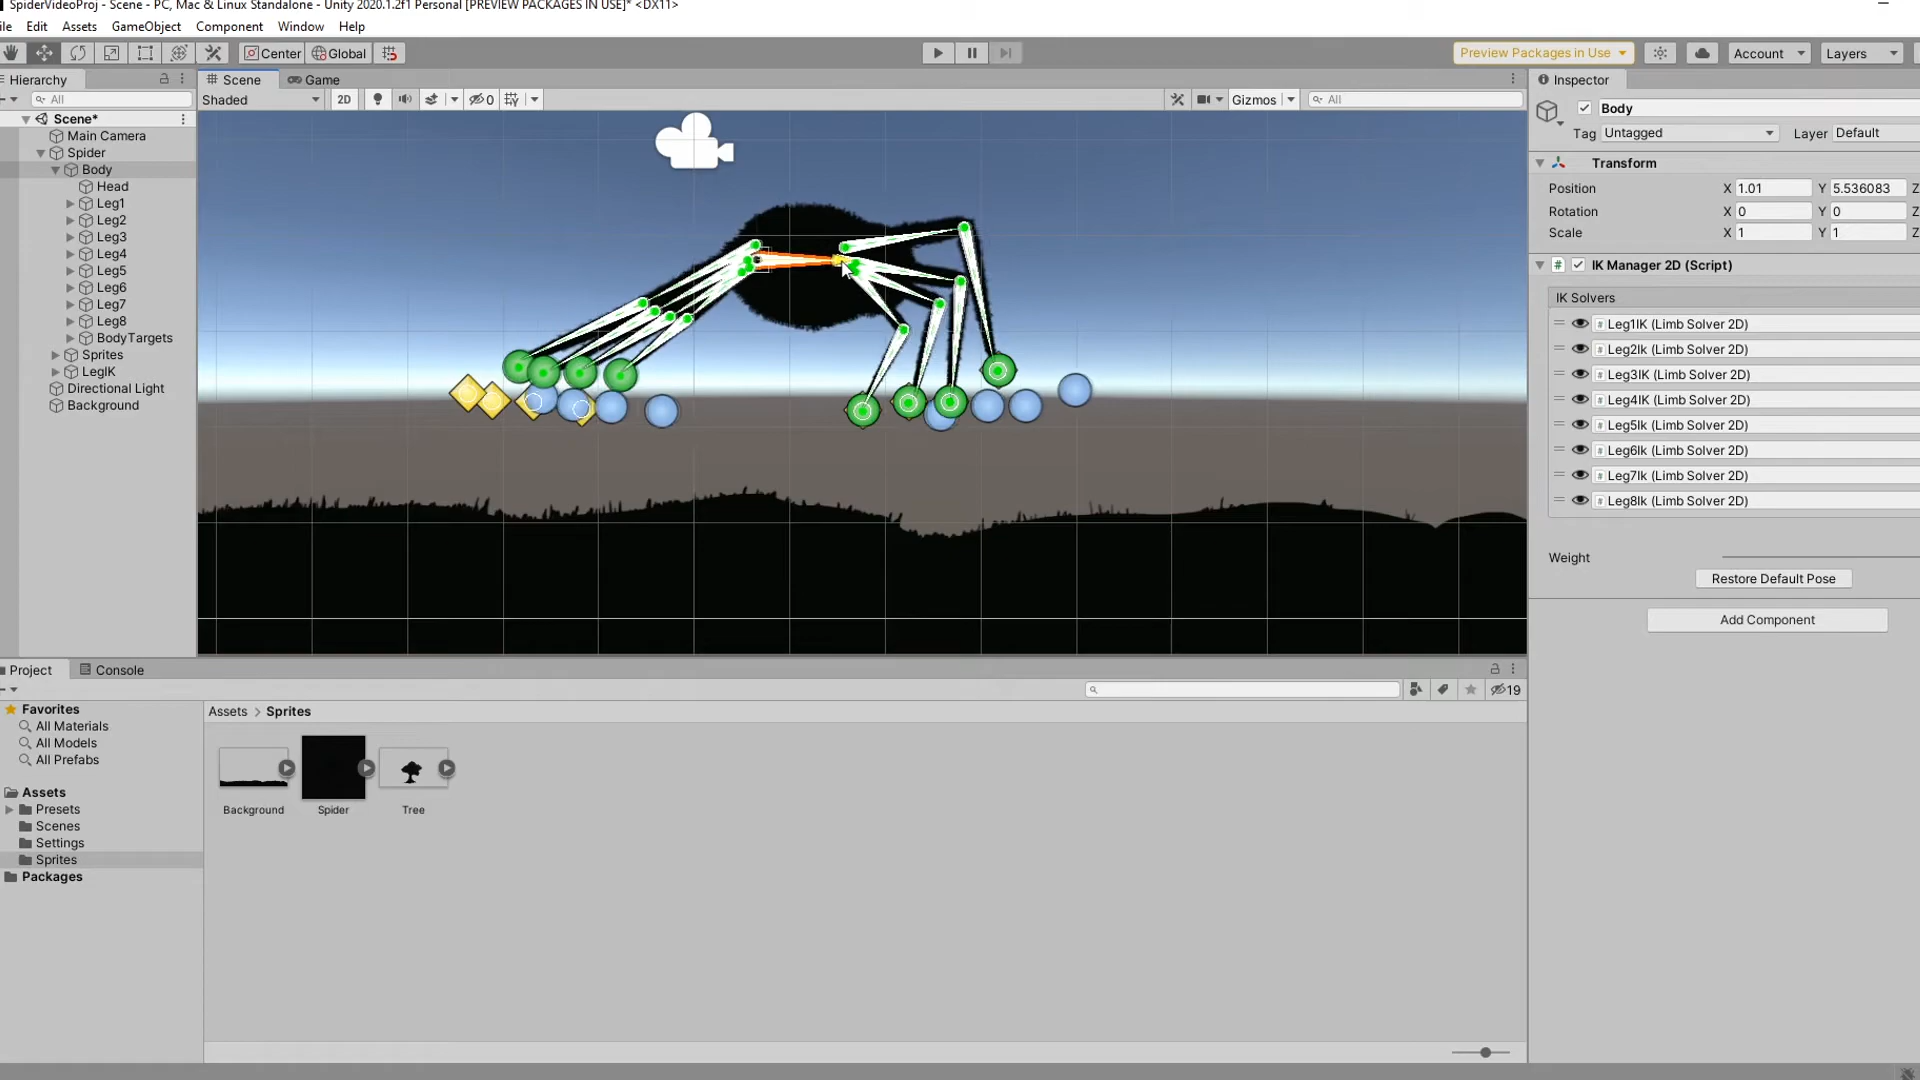 SpiderVideoProj - Scene - PC, Mac & Linux Standalone - Unity 2020.1.2f1 Personal [PREVIEW PACKAGES IN USE]* <DX11>
ile Edit Assets GameObject Component Window Help
Center Global Preview Packages in Use Account Layers
Hierarchy
All
Scene*
Main Camera
Spider
Body
Head
Leg1
Leg2
Leg3
Leg4
Leg5
Leg6
Leg7
Leg8
BodyTargets
Sprites
LegIK
Directional Light
Background
Scene Game
Shaded 2D 0 Gizmos All
Inspector
Body
Tag Untagged Layer Default
Transform
Position X 1.01 Y 5.536083 Z
Rotation X 0 Y 0 Z
Scale X 1 Y 1 Z
IK Manager 2D (Script)
IK Solvers
Leg1IK (Limb Solver 2D)
Leg2Ik (Limb Solver 2D)
Leg3IK (Limb Solver 2D)
Leg4IK (Limb Solver 2D)
Leg5Ik (Limb Solver 2D)
Leg6Ik (Limb Solver 2D)
Leg7Ik (Limb Solver 2D)
Leg8Ik (Limb Solver 2D)
Weight
Restore Default Pose
Add Component
Project Console
19
Favorites
All Materials
All Models
All Prefabs
Assets
Presets
Scenes
Settings
Sprites
Packages
Assets > Sprites
Background Spider Tree